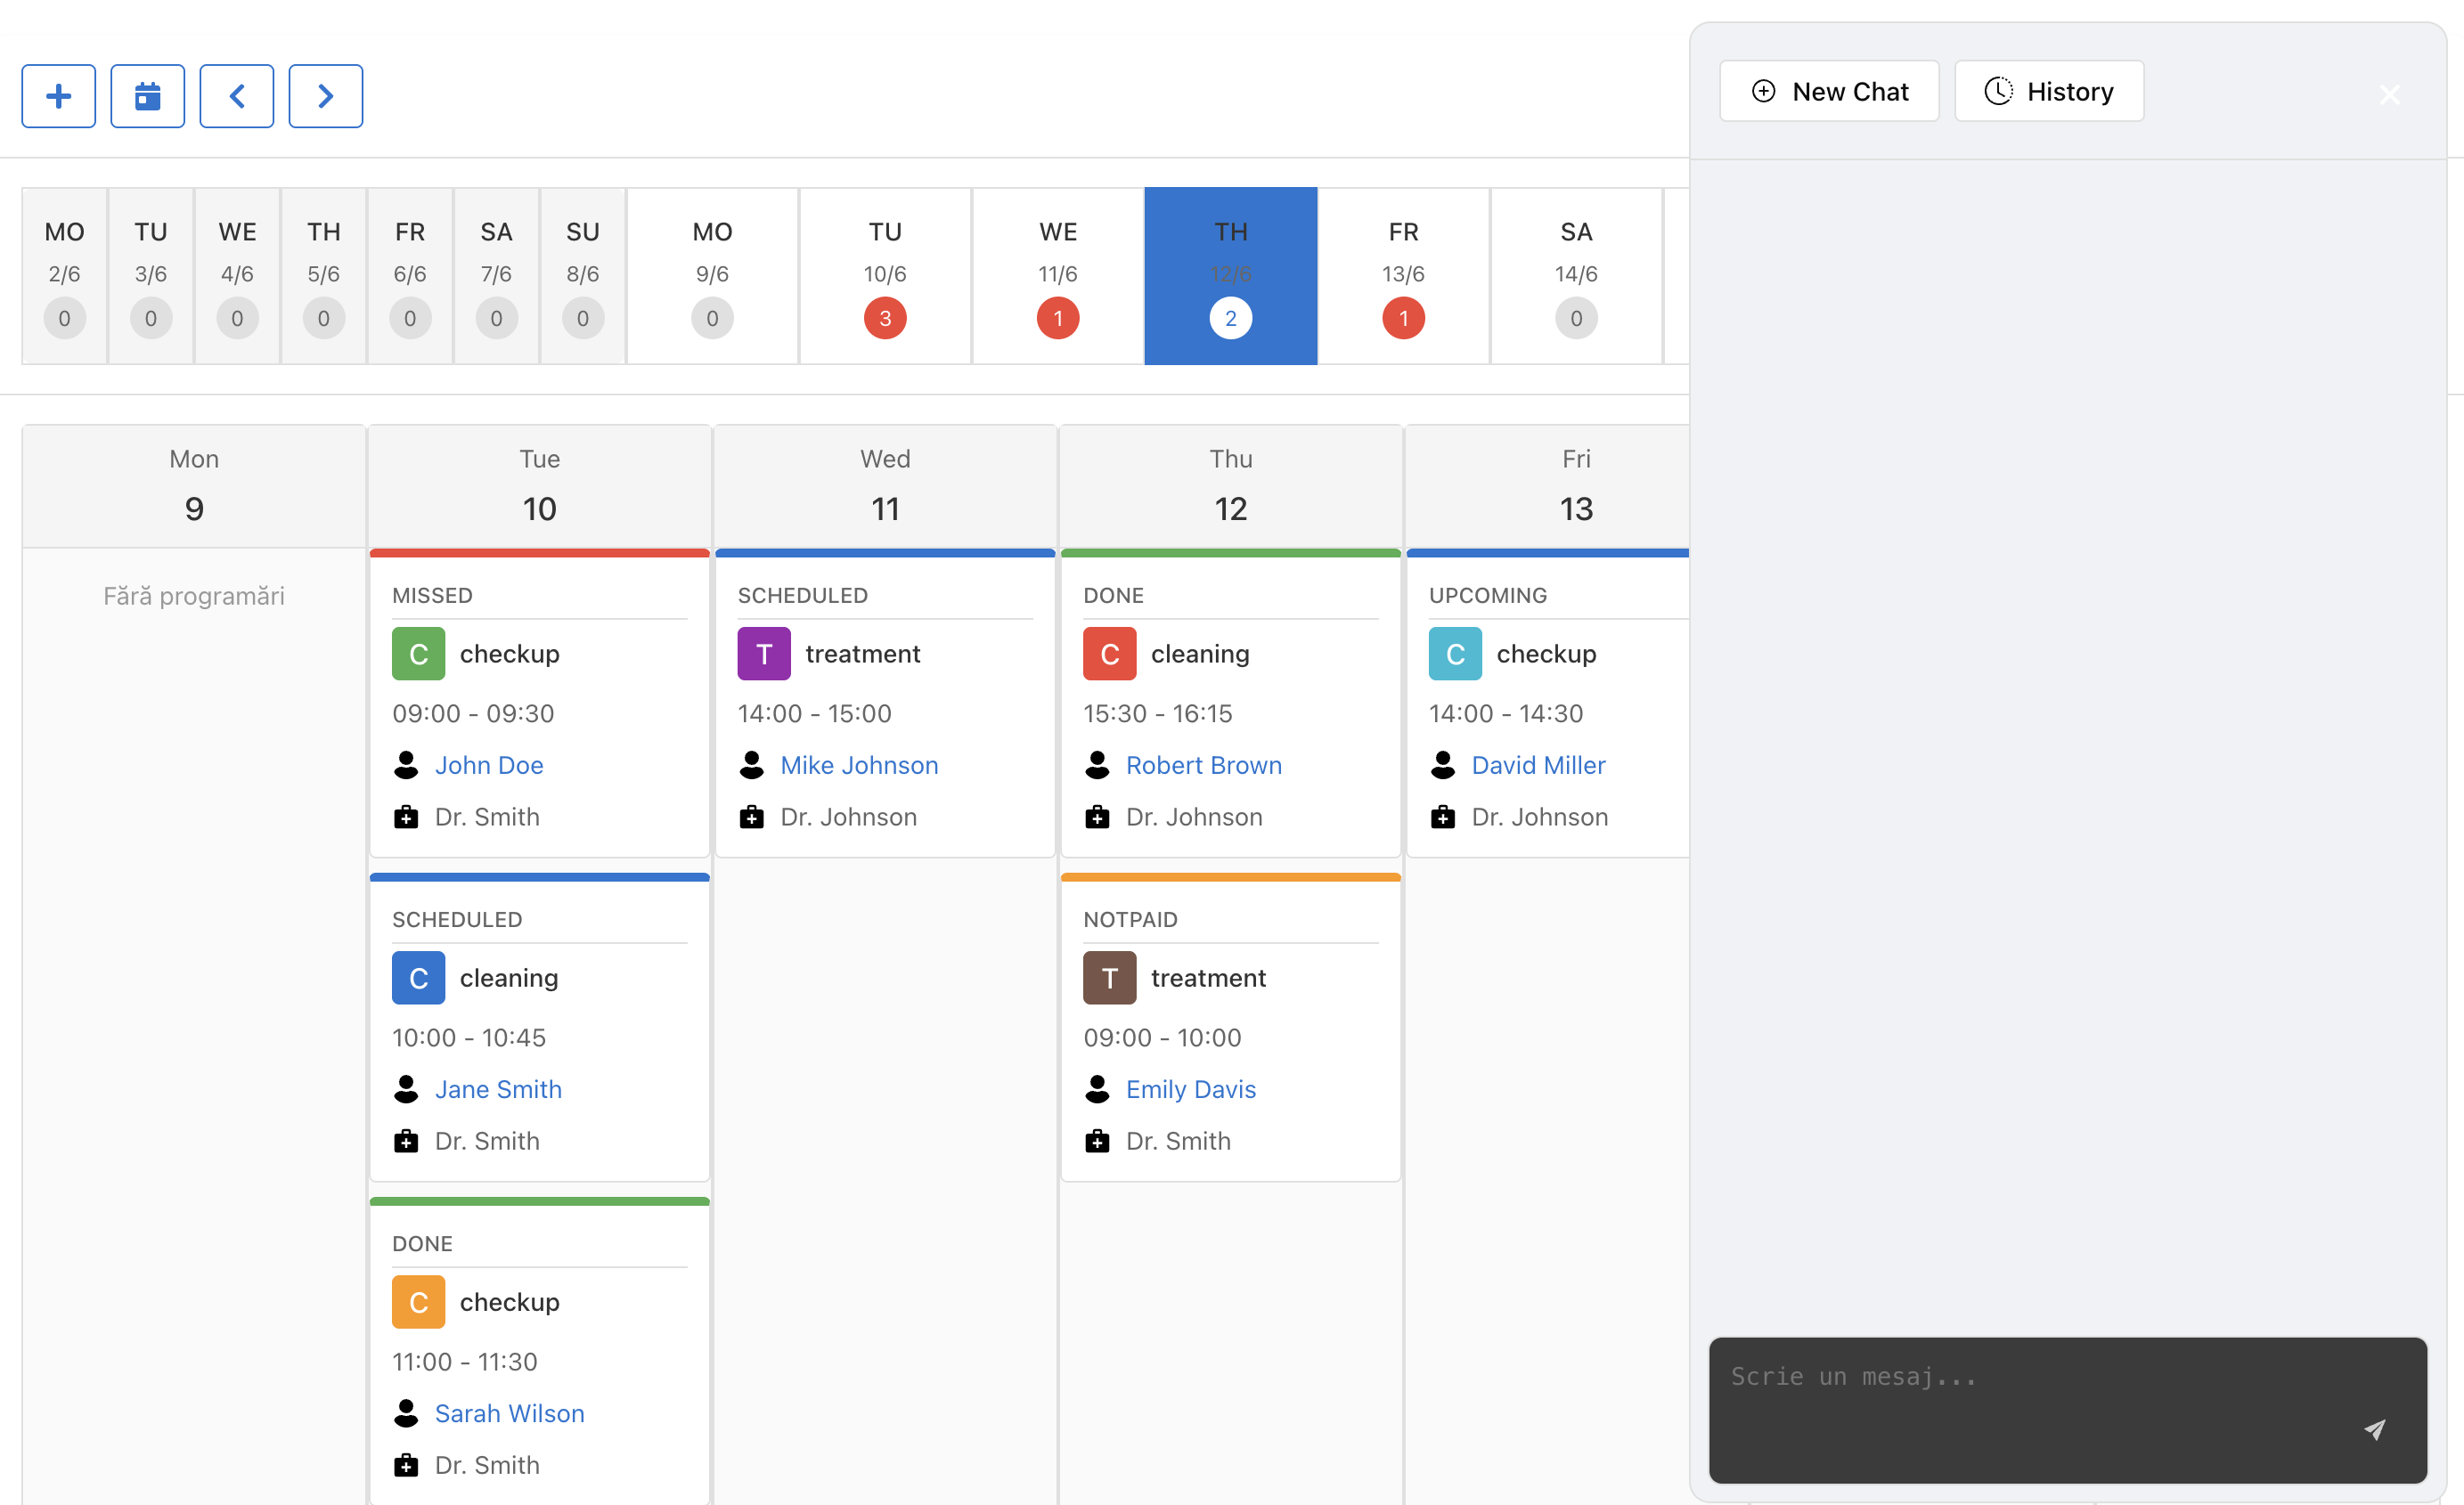 New Chat
History
MO TU WE TH FR SA SU MO TU WE TH FR SA
2/6 3/6 4/6 5/6 6/6 7/6 8/6 9/6 10/6 11/6 12/6 13/6 14/6
0 0 0 0 0 0 0 0 3 1 2 1 0
Mon
9
Fără programări
Tue
10
MISSED
C checkup
09:00 - 09:30
John Doe
Dr. Smith
SCHEDULED
C cleaning
10:00 - 10:45
Jane Smith
Dr. Smith
DONE
C checkup
11:00 - 11:30
Sarah Wilson
Dr. Smith
Wed
11
SCHEDULED
T treatment
14:00 - 15:00
Mike Johnson
Dr. Johnson
Thu
12
DONE
C cleaning
15:30 - 16:15
Robert Brown
Dr. Johnson
NOTPAID
T treatment
09:00 - 10:00
Emily Davis
Dr. Smith
Fri
13
UPCOMING
C checkup
14:00 - 14:30
David Miller
Dr. Johnson
Scrie un mesaj...